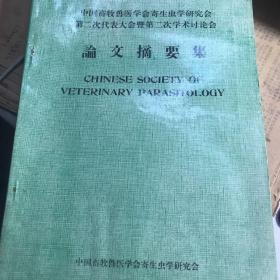 中国畜牧兽医学会寄生虫学研究会
第二次代表大会暨第二次学术讨论会
論文摘要集
CHINESE SOCIETY OF
VETERINARY PARASITOLOGY
中国畜牧兽医学会寄生虫学研究会